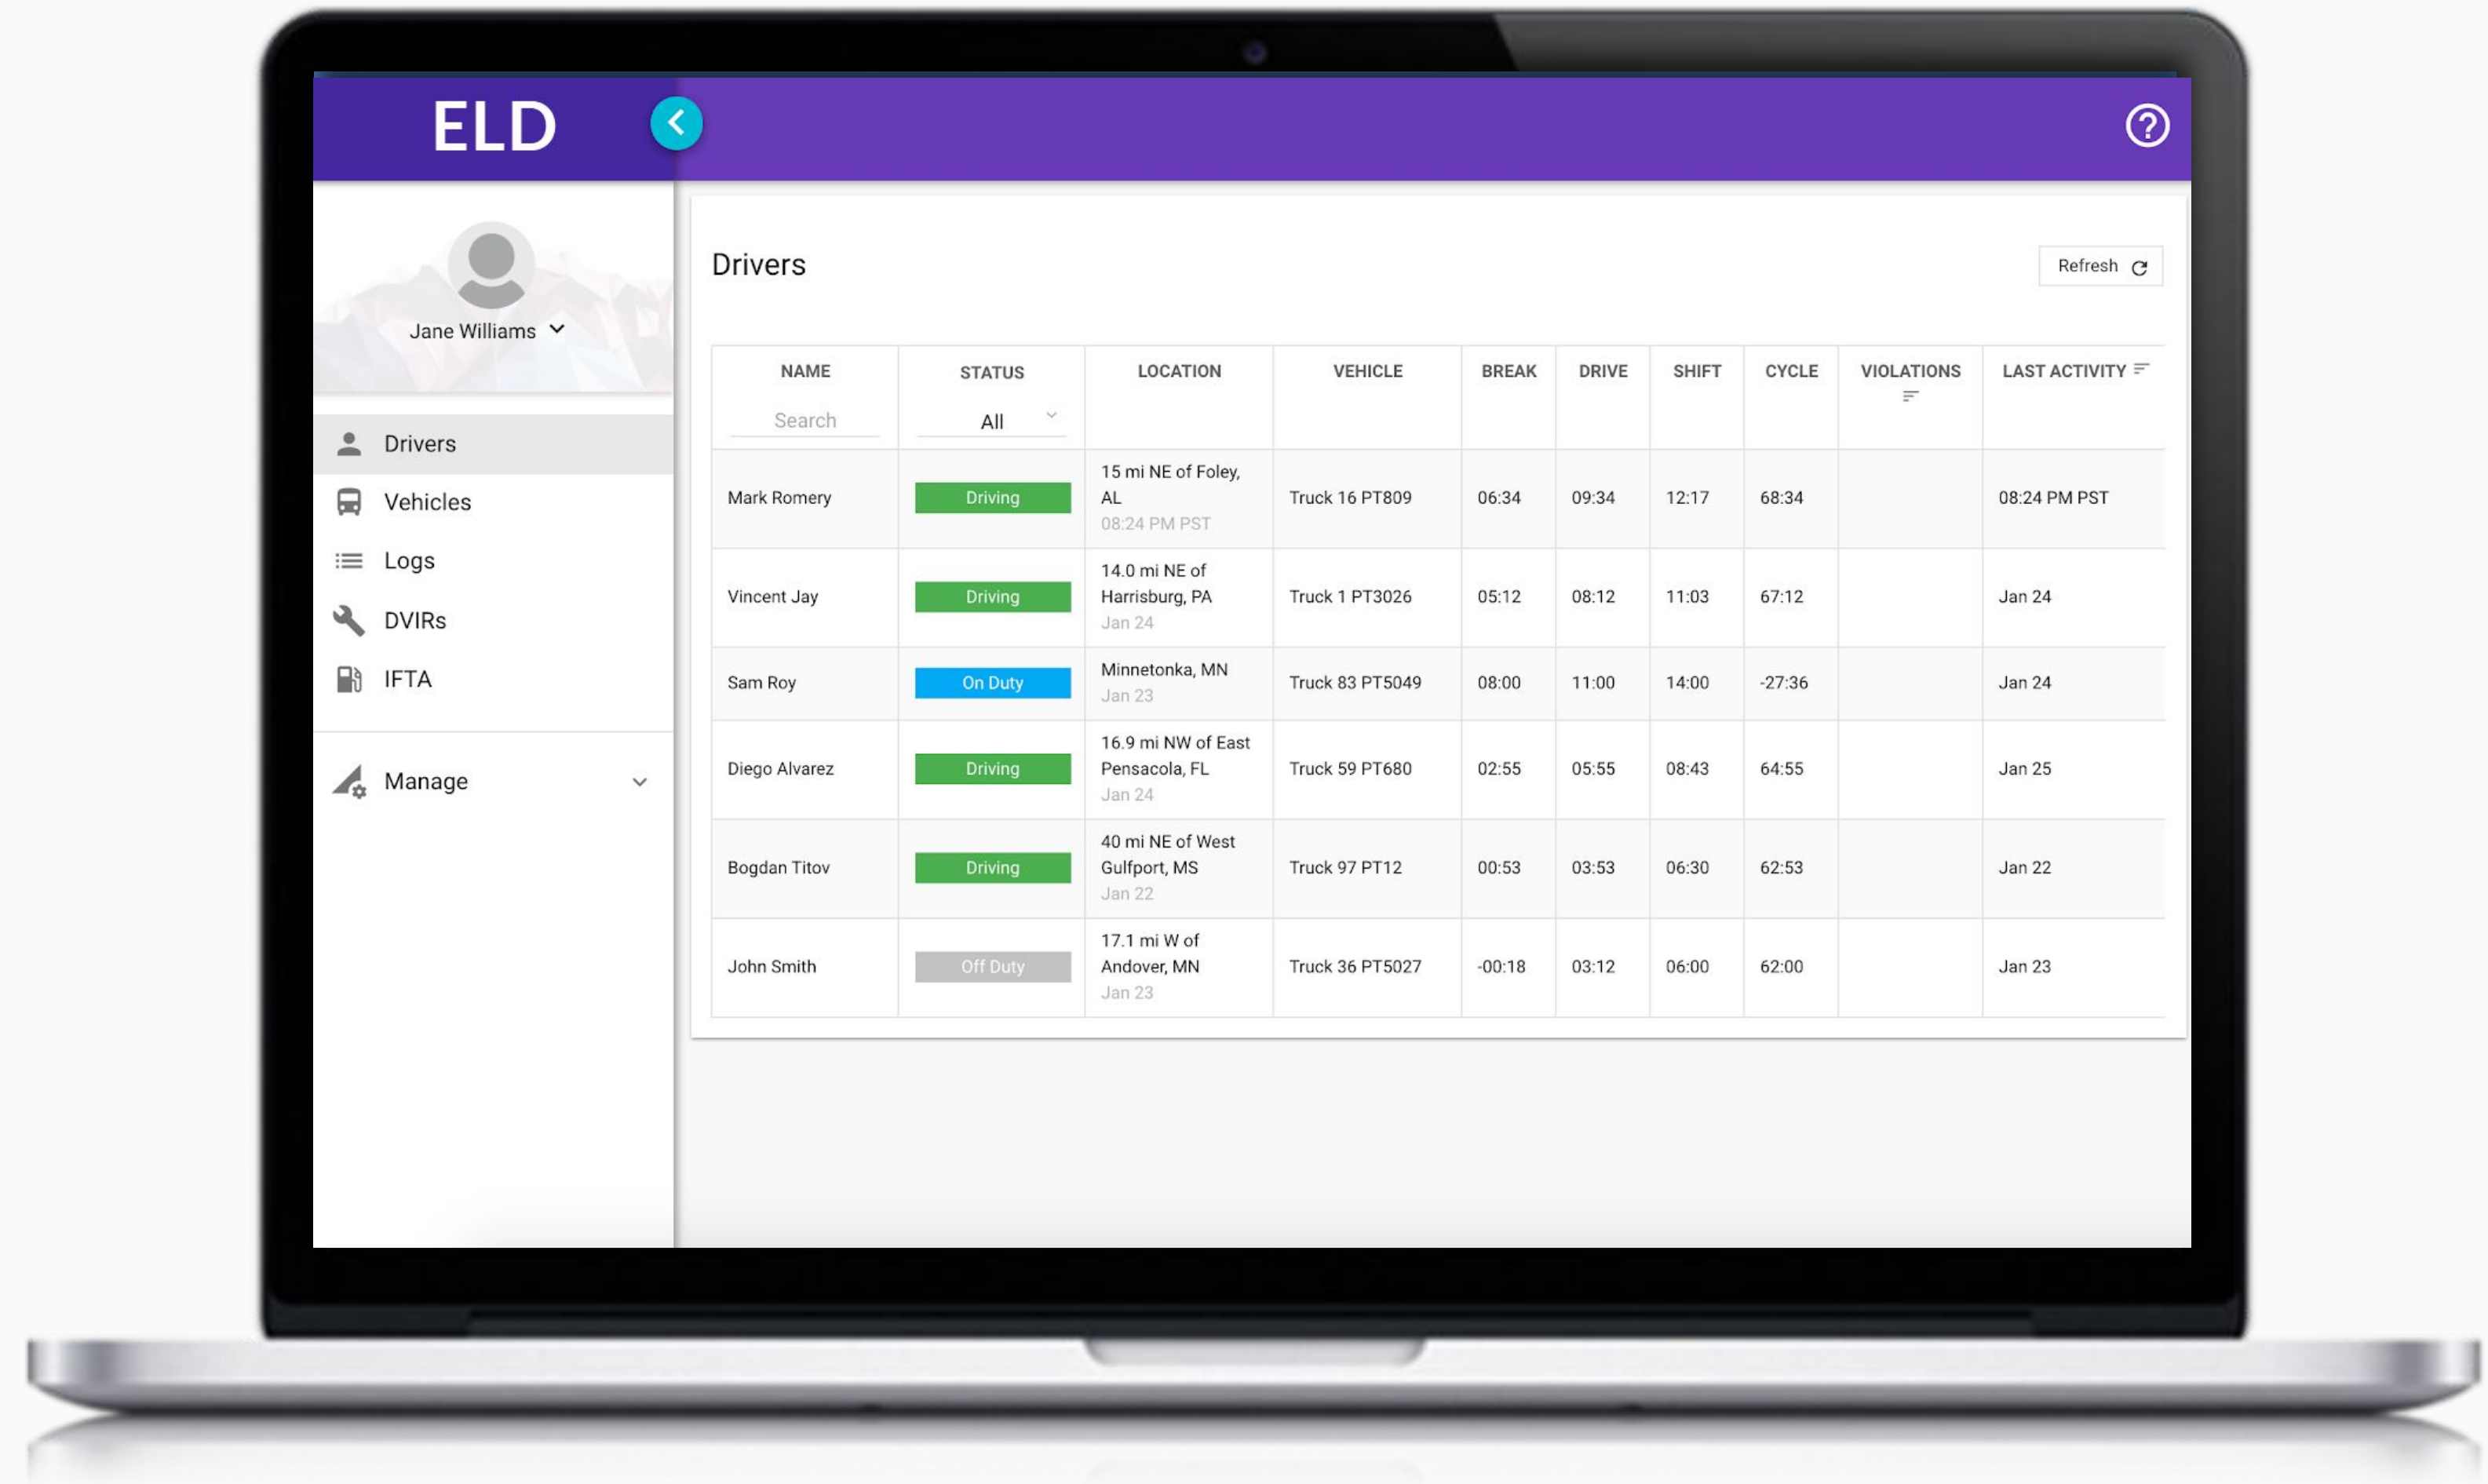 ELD
Jane Williams
Drivers
Vehicles
Logs
DVIRs
IFTA
Manage
Drivers
Refresh
NAME STATUS LOCATION VEHICLE BREAK DRIVE SHIFT CYCLE VIOLATIONS LAST ACTIVITY
Search All
Mark Romery Driving 15 mi NE of Foley, AL 08:24 PM PST Truck 16 PT809 06:34 09:34 12:17 68:34 08:24 PM PST
Vincent Jay Driving 14.0 mi NE of Harrisburg, PA Jan 24 Truck 1 PT3026 05:12 08:12 11:03 67:12 Jan 24
Sam Roy On Duty Minnetonka, MN Jan 23 Truck 83 PT5049 08:00 11:00 14:00 -27:36 Jan 24
Diego Alvarez Driving 16.9 mi NW of East Pensacola, FL Jan 24 Truck 59 PT680 02:55 05:55 08:43 64:55 Jan 25
Bogdan Titov Driving 40 mi NE of West Gulfport, MS Jan 22 Truck 97 PT12 00:53 03:53 06:30 62:53 Jan 22
John Smith Off Duty 17.1 mi W of Andover, MN Jan 23 Truck 36 PT5027 -00:18 03:12 06:00 62:00 Jan 23